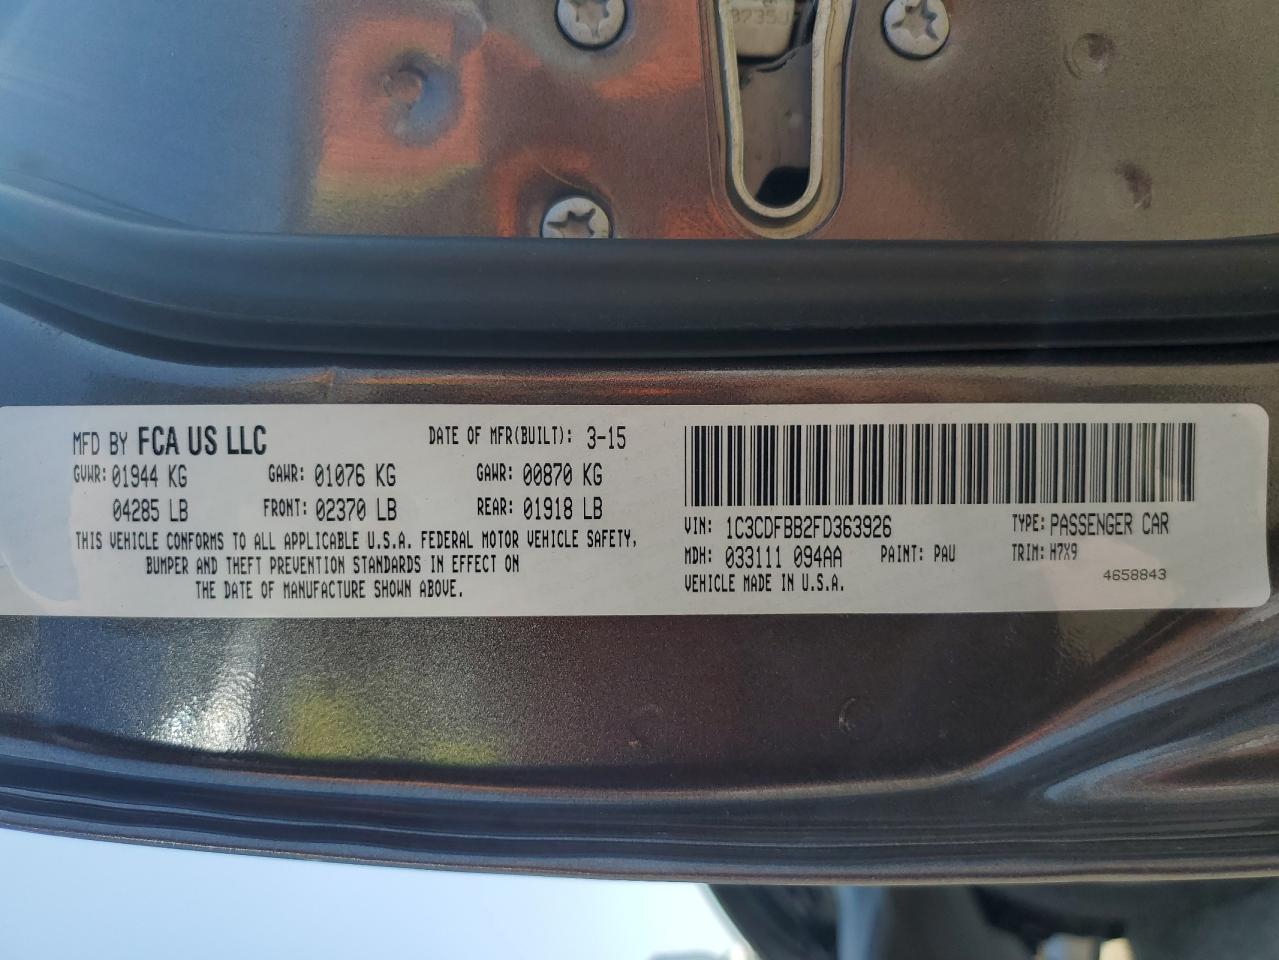 MFD BY FCA US LLC DATE OF MFR(BUILT): 3-15
GVWR: 01944 KG GAWR: 01076 KG GAWR: 00870 KG
04285 LB FRONT: 02370 LB REAR: 01918 LB
THIS VEHICLE CONFORMS TO ALL APPLICABLE U.S.A. FEDERAL MOTOR VEHICLE SAFETY,
BUMPER AND THEFT PREVENTION STANDARDS IN EFFECT ON
THE DATE OF MANUFACTURE SHOWN ABOVE.
VIN: 1C3CDFBB2FD363926 TYPE: PASSENGER CAR
MDH: 033111 094AA PAINT: PAU TRIM: H7X9
VEHICLE MADE IN U.S.A. 4658843